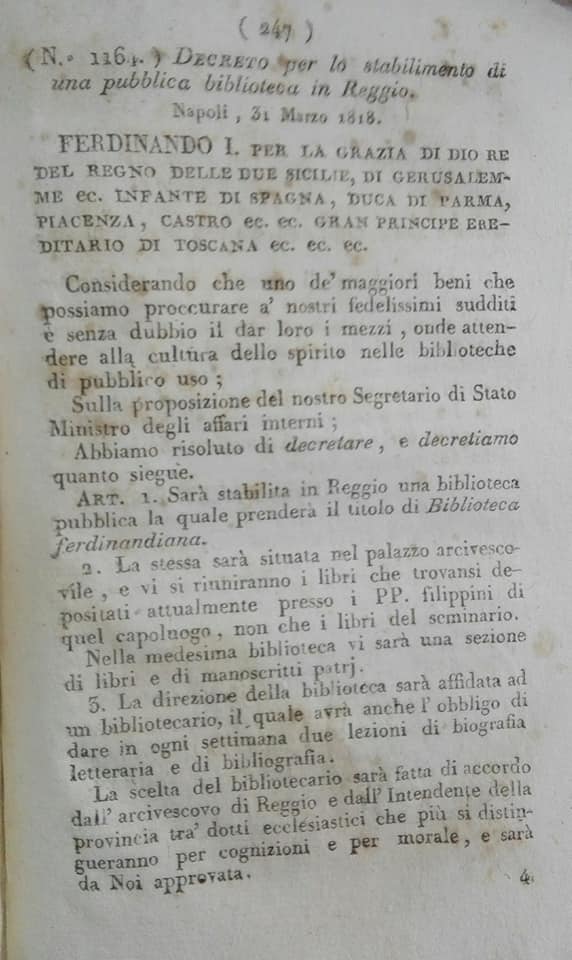 ( 247 )
( N.° 1164. ) DECRETO per lo stabilimento di
una pubblica biblioteca in Reggio.
Napoli, 31 Marzo 1818.
FERDINANDO I. PER LA GRAZIA DI DIO RE
DEL REGNO DELLE DUE SICILIE, DI GERUSALEM-
ME ec. INFANTE DI SPAGNA, DUCA DI PARMA,
PIACENZA, CASTRO ec. ec. GRAN PRINCIPE ERE-
DITARIO DI TOSCANA ec. ec. ec.
Considerando che uno de' maggiori beni che
possiamo proccurare a' nostri fedelissimi sudditi
è senza dubbio il dar loro i mezzi, onde atten-
dere alla cultura dello spirito nelle biblioteche
di pubblico uso;
Sulla proposizione del nostro Segretario di Stato
Ministro degli affari interni;
Abbiamo risoluto di decretare, e decretiamo
quanto siegue.
ART. 1. Sarà stabilita in Reggio una biblioteca
pubblica la quale prenderà il titolo di Biblioteca
ferdinandiana.
2. La stessa sarà situata nel palazzo arcivesco-
vile, e vi si riuniranno i libri che trovansi de-
positati attualmente presso i PP. filippini di
quel capoluogo, non che i libri del seminario.
Nella medesima biblioteca vi sarà una sezione
di libri e di manoscritti patrj.
3. La direzione della biblioteca sarà affidata ad
un bibliotecario, il quale avrà anche l' obbligo di
dare in ogni settimana due lezioni di biografia
letteraria e di bibliografia.
La scelta del bibliotecario sarà fatta di accordo
dall' arcivescovo di Reggio e dall' Intendente della
provincia tra' dotti ecclesiastici che più si distin-
gueranno per cognizioni e per morale, e sarà
da Noi approvata.
4.